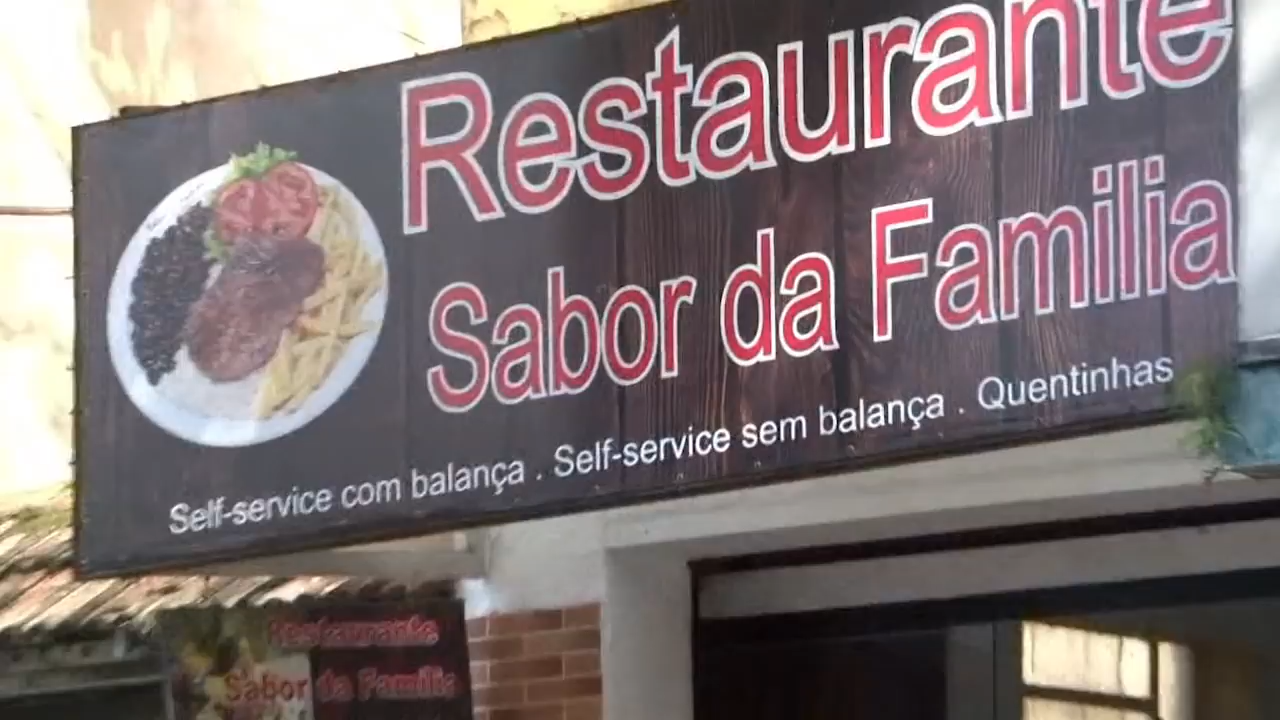 Restaurante
Sabor da Familia
Self-service com balança . Self-service sem balança . Quentinhas
Restaurante
Sabor da Familia